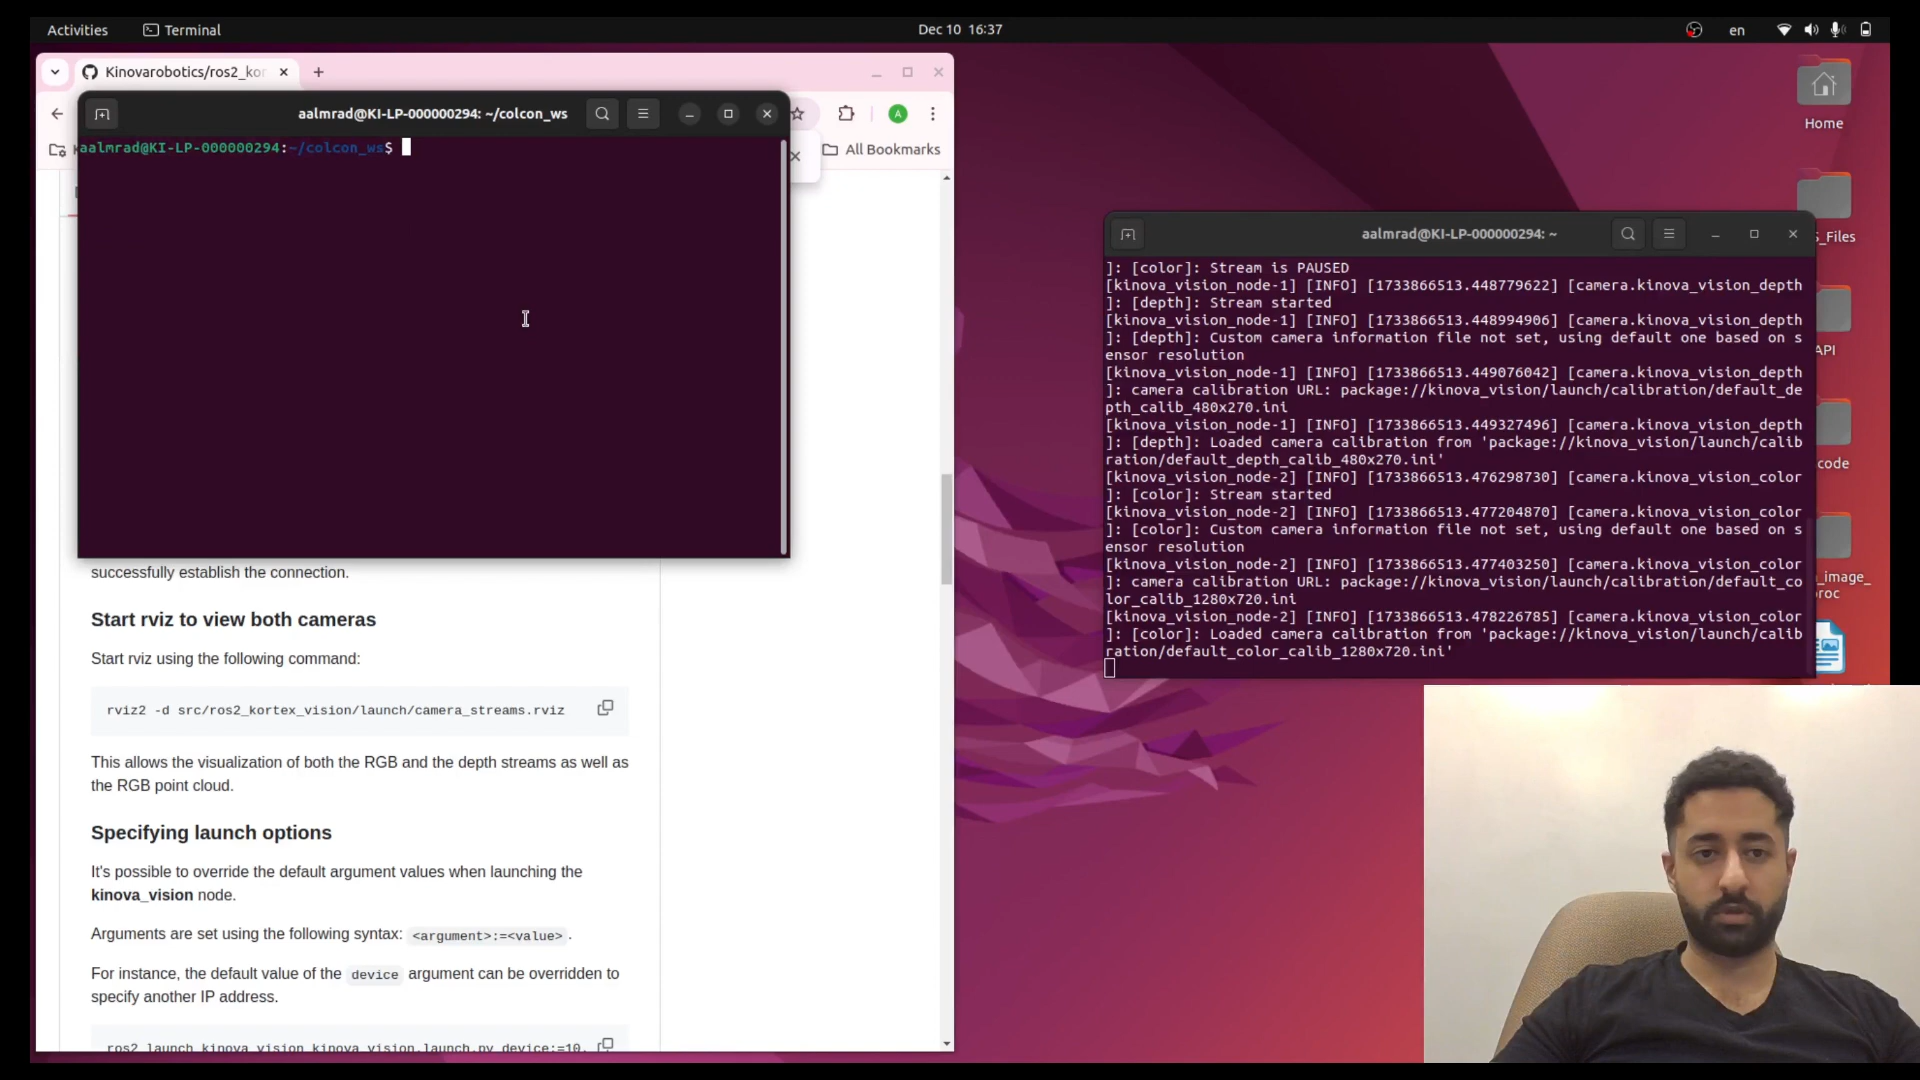 Activities
Terminal
Dec 10 16:37
en
Kinovarobotics/ros2_kor
aalmrad@KI-LP-000000294: ~/colcon_ws
A
All Bookmarks
aalmrad@KI-LP-000000294:~/colcon_ws$
successfully establish the connection.
Start rviz to view both cameras
Start rviz using the following command:
rviz2 -d src/ros2_kortex_vision/launch/camera_streams.rviz
This allows the visualization of both the RGB and the depth streams as well as
the RGB point cloud.
Specifying launch options
It's possible to override the default argument values when launching the
kinova_vision node.
Arguments are set using the following syntax: <argument>:=<value>.
For instance, the default value of the device argument can be overridden to
specify another IP address.
ros2 launch kinova_vision kinova_vision.launch.py device:=10.
aalmrad@KI-LP-000000294: ~
]: [color]: Stream is PAUSED
[kinova_vision_node-1] [INFO] [1733866513.448779622] [camera.kinova_vision_depth
]: [depth]: Stream started
[kinova_vision_node-1] [INFO] [1733866513.448994906] [camera.kinova_vision_depth
]: [depth]: Custom camera information file not set, using default one based on s
ensor resolution
[kinova_vision_node-1] [INFO] [1733866513.449076042] [camera.kinova_vision_depth
]: camera calibration URL: package://kinova_vision/launch/calibration/default_de
pth_calib_480x270.ini
[kinova_vision_node-1] [INFO] [1733866513.449327496] [camera.kinova_vision_depth
]: [depth]: Loaded camera calibration from 'package://kinova_vision/launch/calib
ration/default_depth_calib_480x270.ini'
[kinova_vision_node-2] [INFO] [1733866513.476298730] [camera.kinova_vision_color
]: [color]: Stream started
[kinova_vision_node-2] [INFO] [1733866513.477204870] [camera.kinova_vision_color
]: [color]: Custom camera information file not set, using default one based on s
ensor resolution
[kinova_vision_node-2] [INFO] [1733866513.477403250] [camera.kinova_vision_color
]: camera calibration URL: package://kinova_vision/launch/calibration/default_co
lor_calib_1280x720.ini
[kinova_vision_node-2] [INFO] [1733866513.478226785] [camera.kinova_vision_color
]: [color]: Loaded camera calibration from 'package://kinova_vision/launch/calib
ration/default_color_calib_1280x720.ini'
Home
S_Files
API
code
_image_
proc